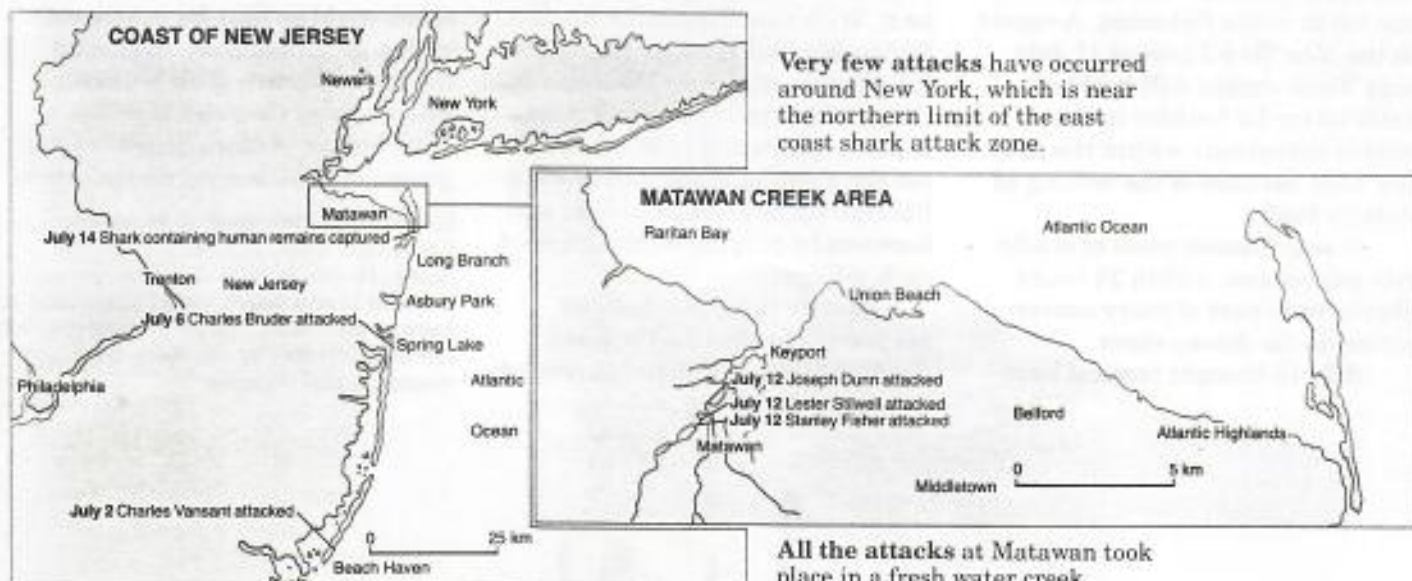 COAST OF NEW JERSEY
Newark
New York
Matawan
July 14 Shark containing human remains captured
Long Branch
Trenton
New Jersey
Asbury Park
July 6 Charles Bruder attacked
Spring Lake
Philadelphia
Atlantic
Ocean
July 2 Charles Vansant attacked
0 25 km
Beach Haven
Very few attacks have occurred
around New York, which is near
the northern limit of the east
coast shark attack zone.
MATAWAN CREEK AREA
Raritan Bay
Atlantic Ocean
Union Beach
Keyport
July 12 Joseph Dunn attacked
July 12 Lester Stilwell attacked
July 12 Stanley Fisher attacked
Matawan
Belford
Atlantic Highlands
0 5 km
Middletown
All the attacks at Matawan took
place in a fresh water creek